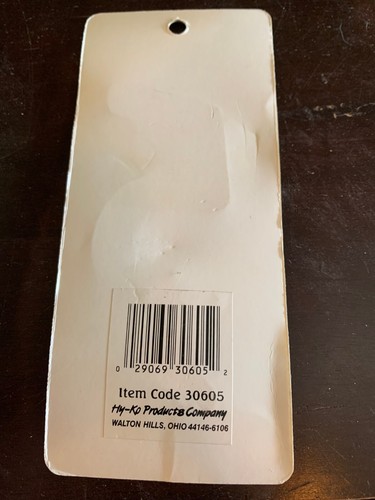 0 29069 30605 2
Item Code 30605
Hy-Ko Products Company
WALTON HILLS, OHIO 44146-6106